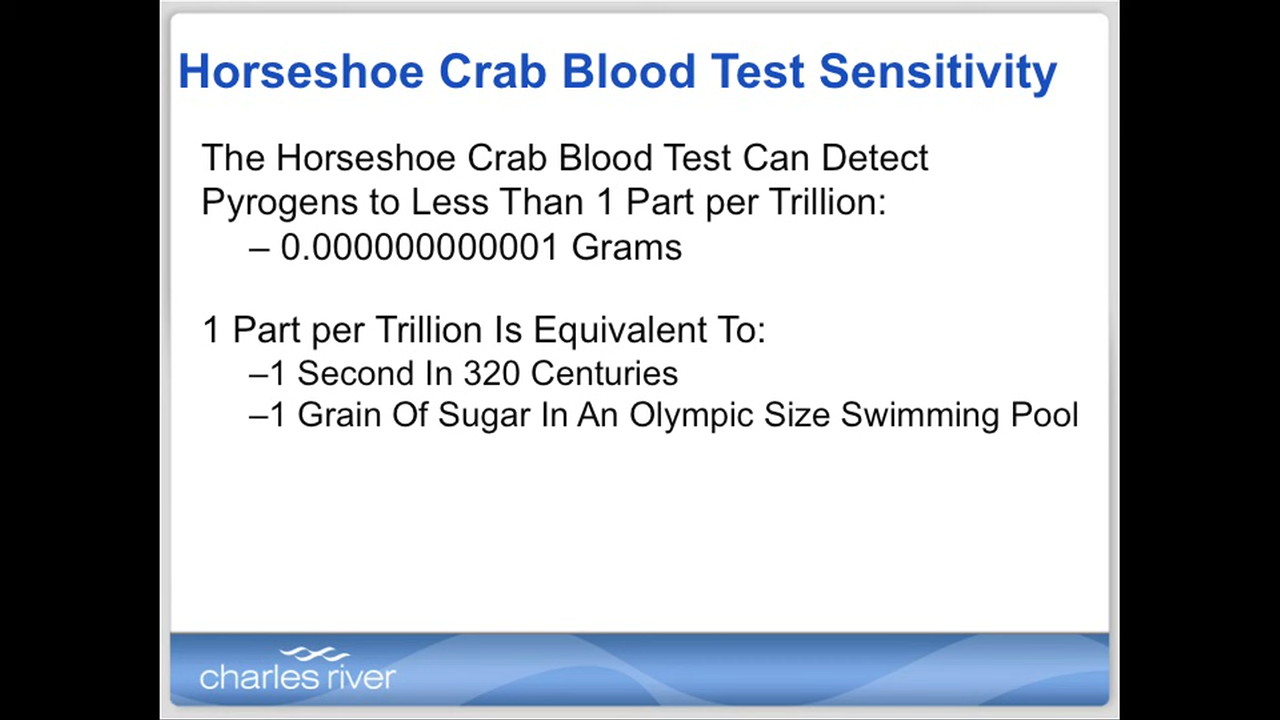 Horseshoe Crab Blood Test Sensitivity
The Horseshoe Crab Blood Test Can Detect
Pyrogens to Less Than 1 Part per Trillion:
– 0.000000000001 Grams
1 Part per Trillion Is Equivalent To:
–1 Second In 320 Centuries
–1 Grain Of Sugar In An Olympic Size Swimming Pool
charles river